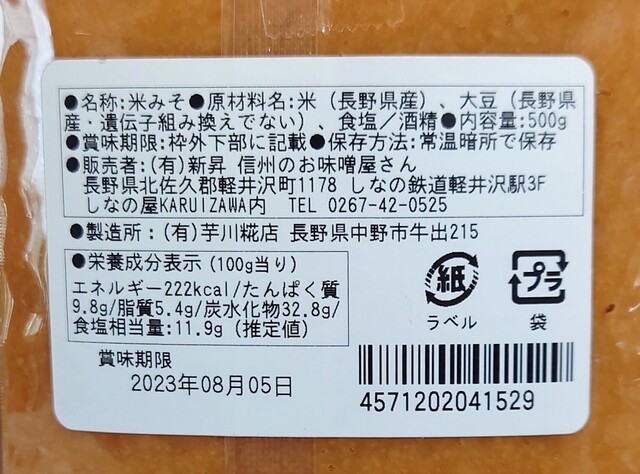 ●名称:米みそ●原材料名:米（長野県産）、大豆（長野県
産・遺伝子組み換えでない）、食塩／酒精●内容量:500g
●賞味期限:枠外下部に記載●保存方法:常温暗所で保存
●販売者:(有)新昇 信州のお味噌屋さん
長野県北佐久郡軽井沢町1178 しなの鉄道軽井沢駅3F
しなの屋KARUIZAWA内 TEL 0267-42-0525
●製造所：(有)芋川糀店 長野県中野市牛出215
●栄養成分表示（100g当り）
エネルギー222kcal/たんぱく質
9.8g/脂質5.4g/炭水化物32.8g/
食塩相当量:11.9g（推定値）
紙
ラベル
プラ
袋
賞味期限
2023年08月05日
4571202041529